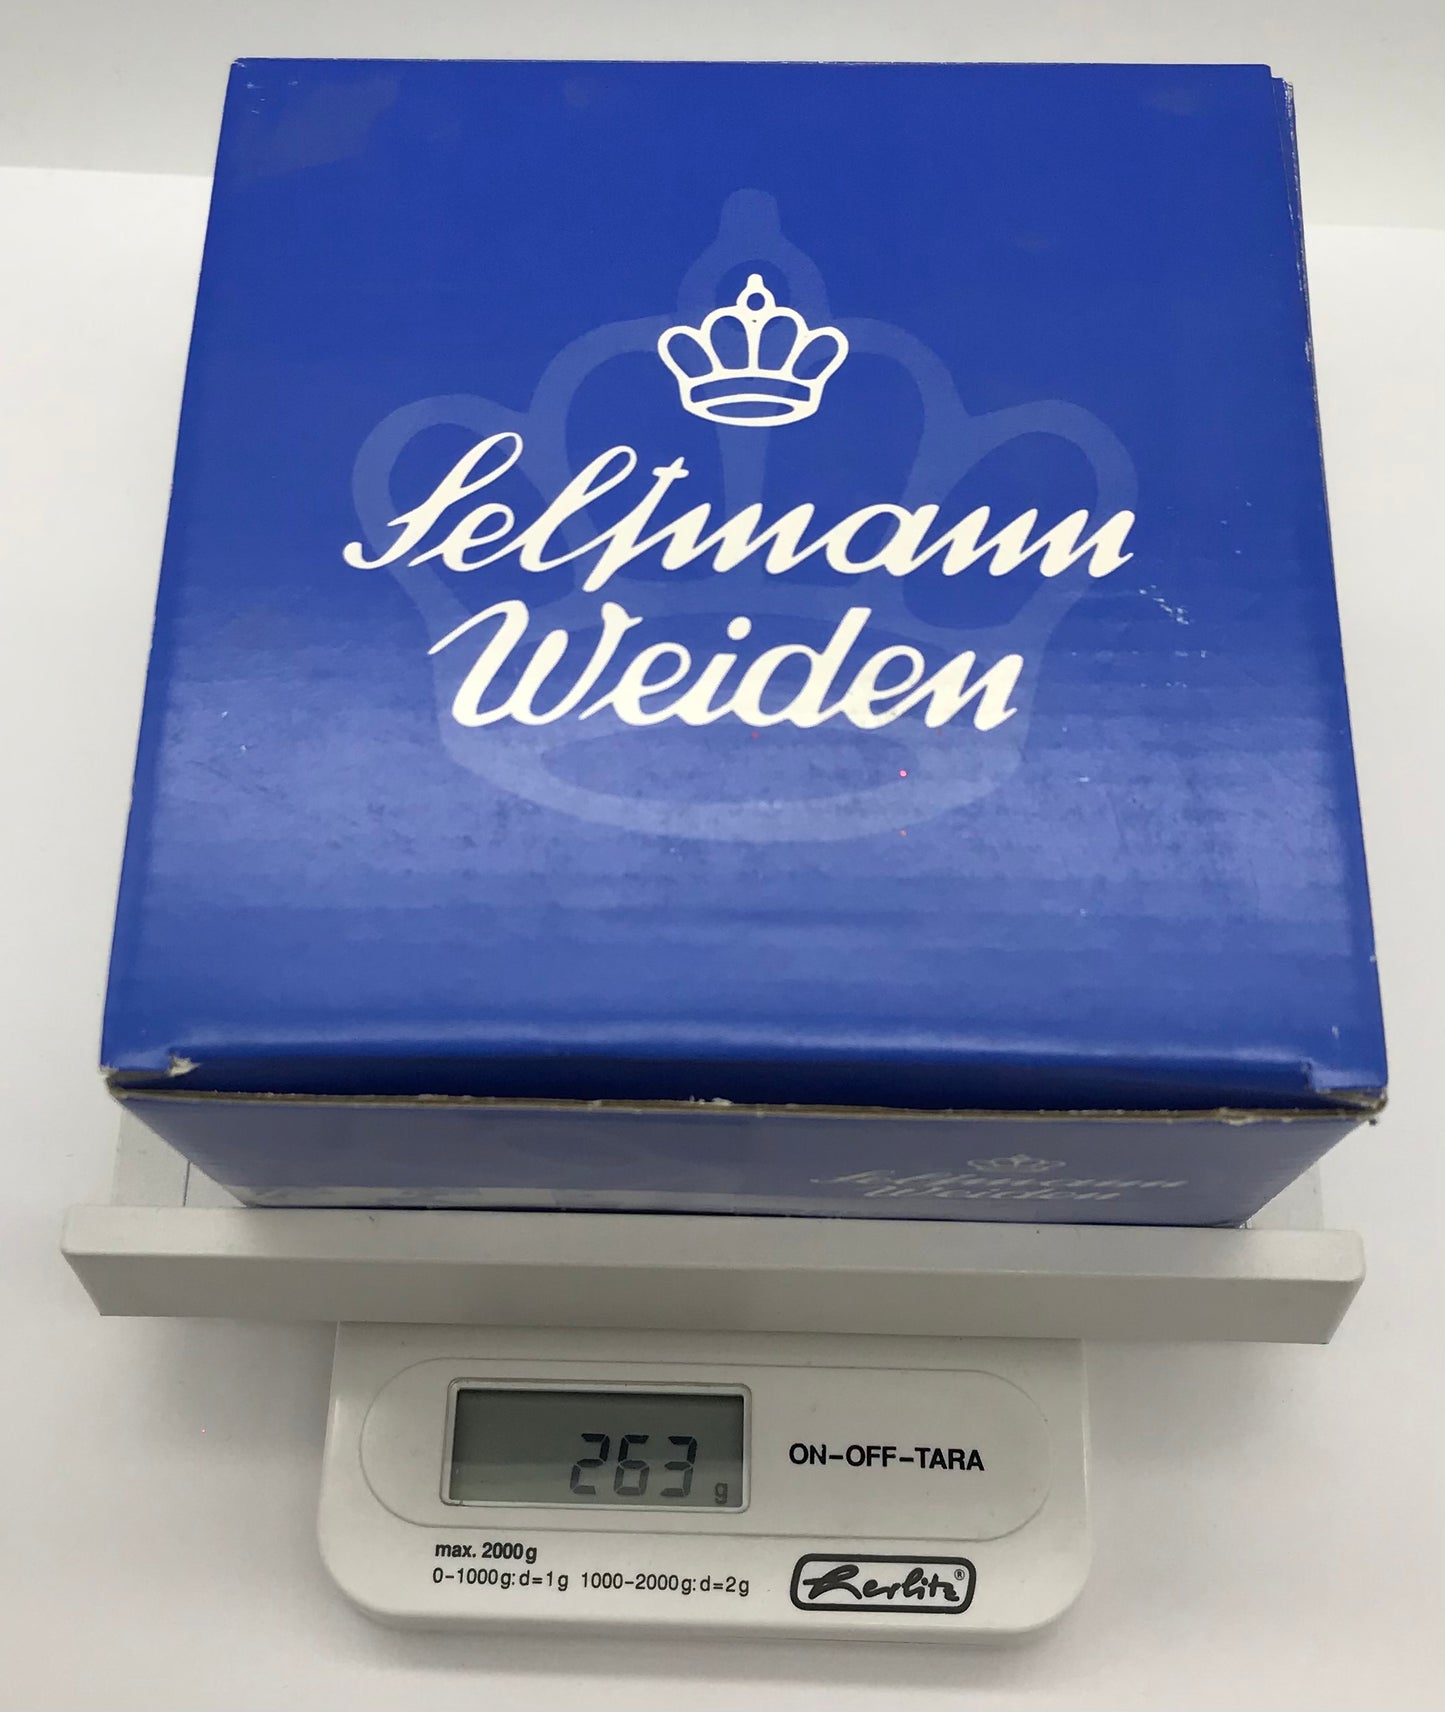 Seltmann
Weiden
Seltmann
Weiden
263 g
ON-OFF-TARA
max. 2000g
0-1000g: d=1g 1000-2000g: d=2g
Herlitz®